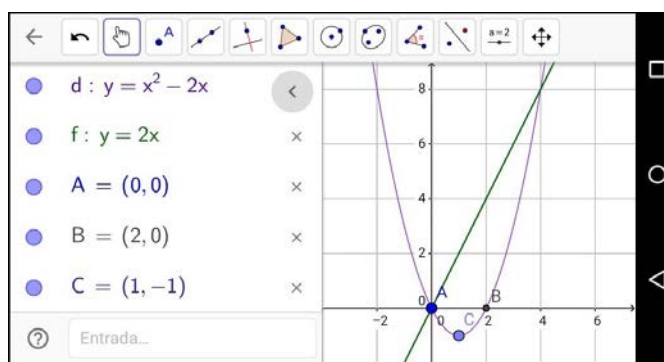 A
a=2
d : y = x² − 2x
f : y = 2x
A = (0, 0)
B = (2, 0)
C = (1, −1)
Entrada...
8
6
4
2
0
−2
0
2
4
6
A
B
C